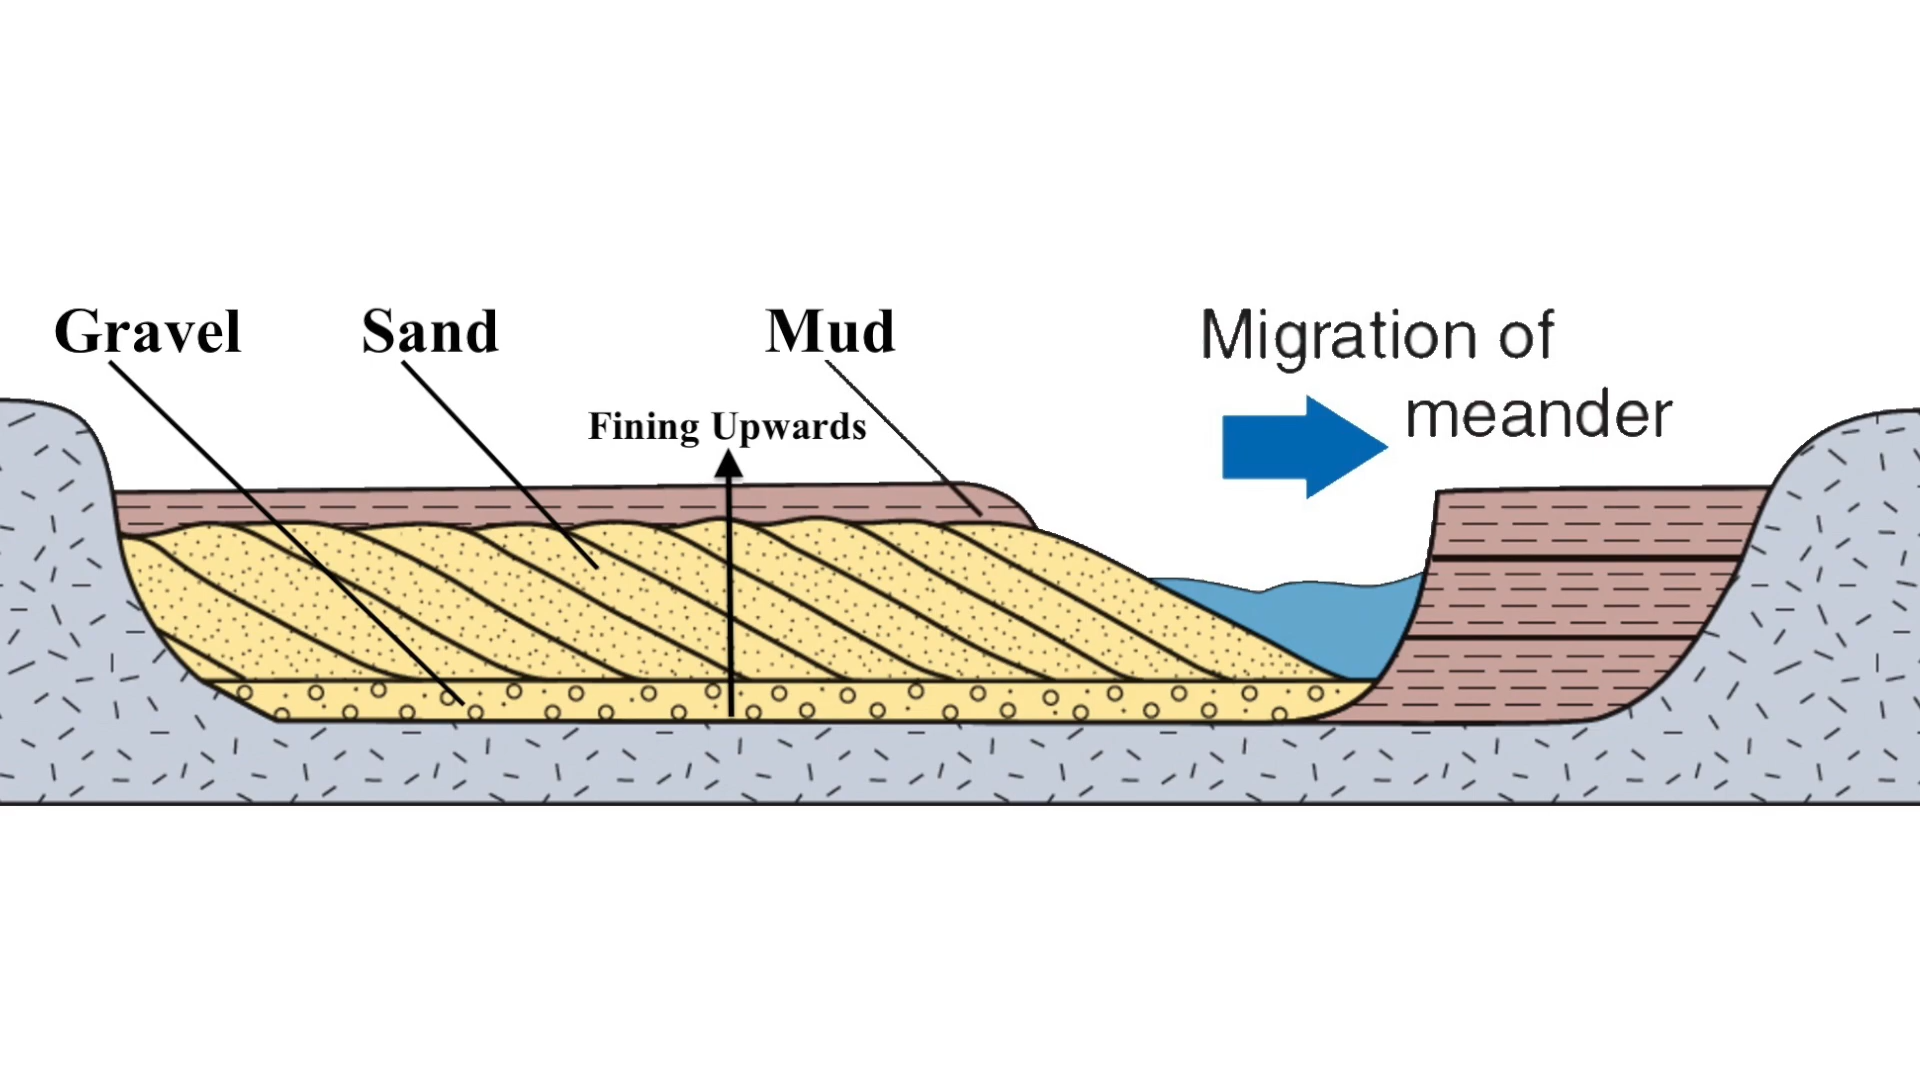 Gravel
Sand
Mud
Fining Upwards
Migration of
meander